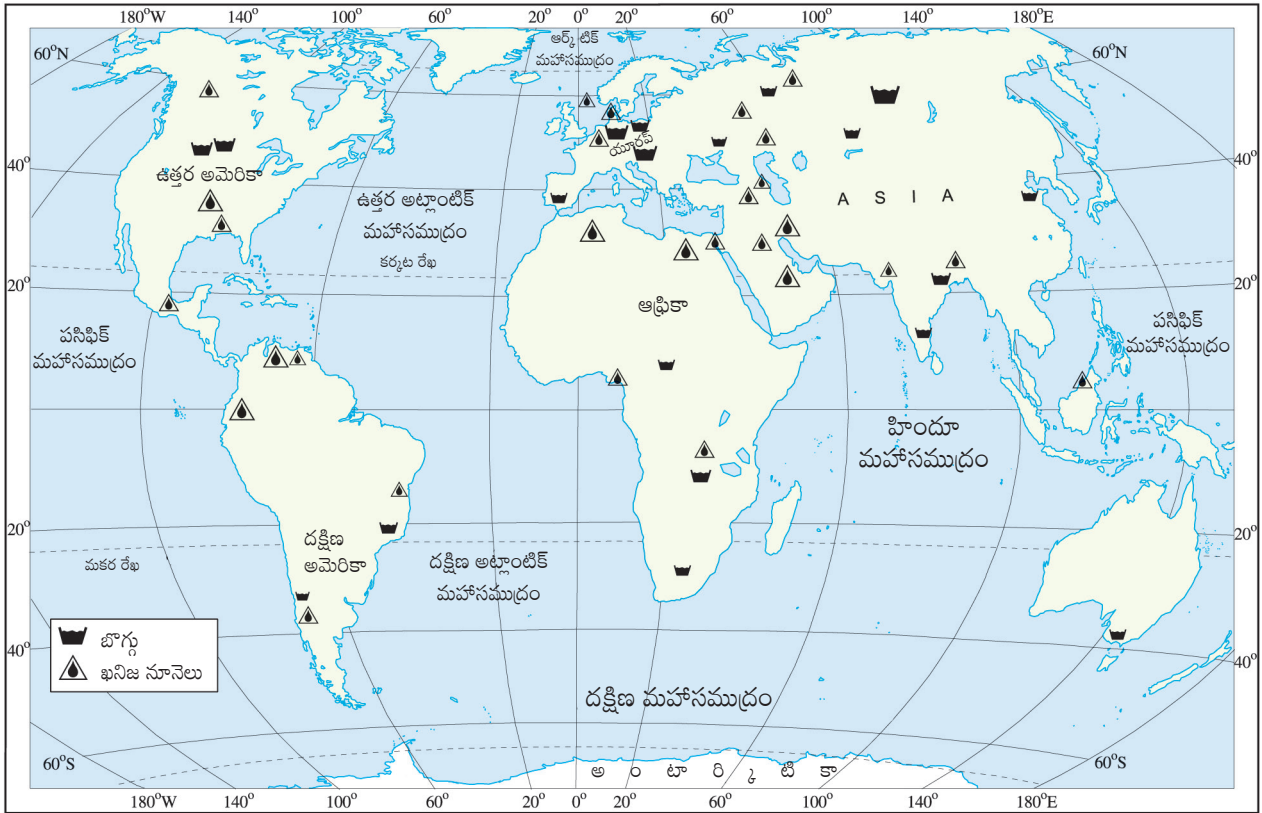 180°W 140° 100° 60° 20° 0° 20° 60° 100° 140° 180°E
60°N
ఆర్క్ టిక్
మహాసముద్రం
60°N
యూరప్
40°
ఉత్తర అమెరికా
40°
ఉత్తర అట్లాంటిక్
మహాసముద్రం
A S I A
కర్కట రేఖ
20°
20°
ఆఫ్రికా
పసిఫిక్
మహాసముద్రం
పసిఫిక్
మహాసముద్రం
హిందూ
మహాసముద్రం
20°
20°
దక్షిణ
అమెరికా
మకర రేఖ
దక్షిణ అట్లాంటిక్
మహాసముద్రం
బొగ్గు
ఖనిజ నూనెలు
40°
40°
దక్షిణ మహాసముద్రం
60°S
60°S
అ ం టా ర్ క్ టి కా
180°W 140° 100° 60° 20° 0° 20° 60° 100° 140° 180°E